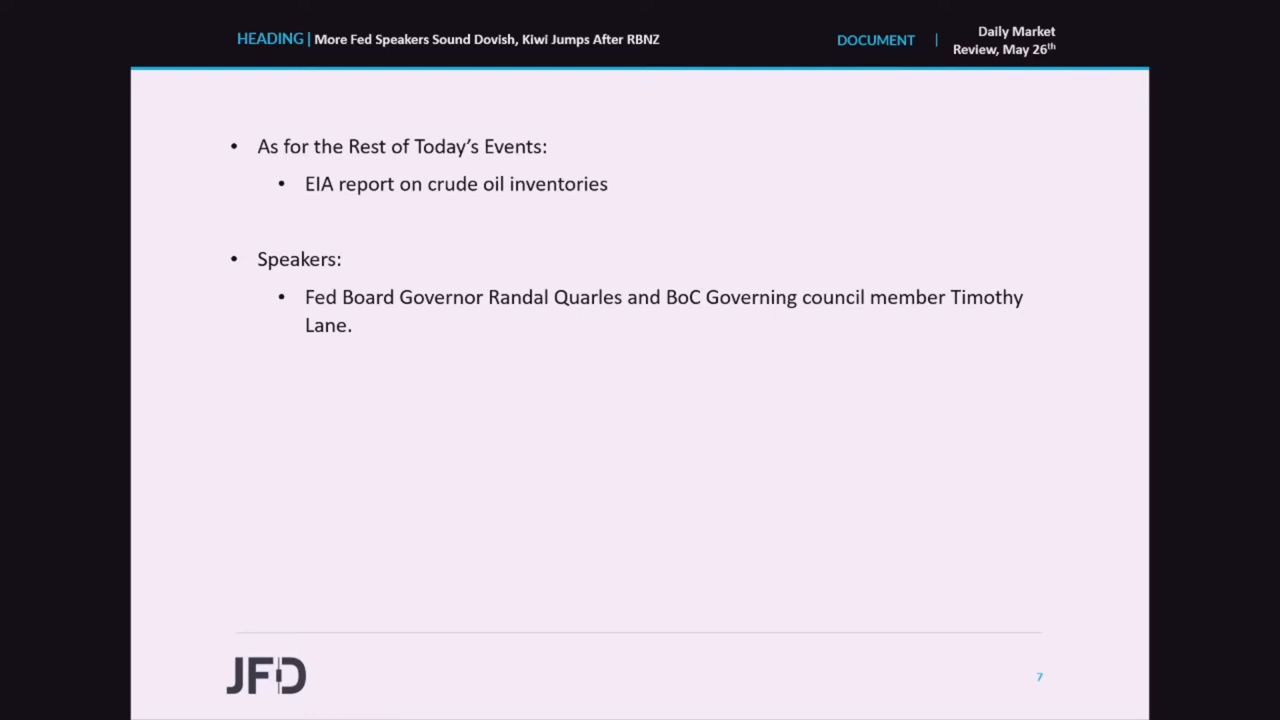 HEADING | More Fed Speakers Sound Dovish, Kiwi Jumps After RBNZ
DOCUMENT | Daily Market
Review, May 26th
• As for the Rest of Today’s Events:
• EIA report on crude oil inventories
• Speakers:
• Fed Board Governor Randal Quarles and BoC Governing council member Timothy
Lane.
JFD
7